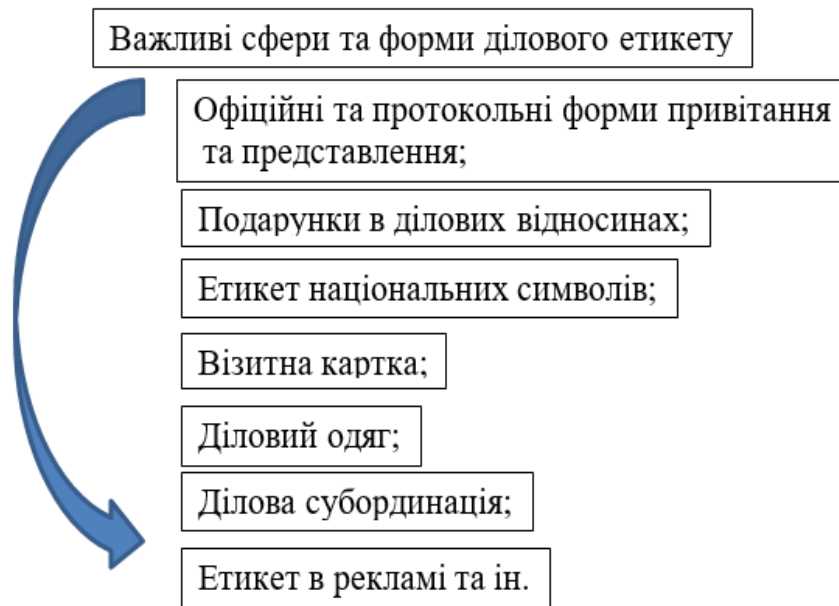 Важливі сфери та форми ділового етикету
Офіційні та протокольні форми привітання
та представлення;
Подарунки в ділових відносинах;
Етикет національних символів;
Візитна картка;
Діловий одяг;
Ділова субординація;
Етикет в рекламі та ін.